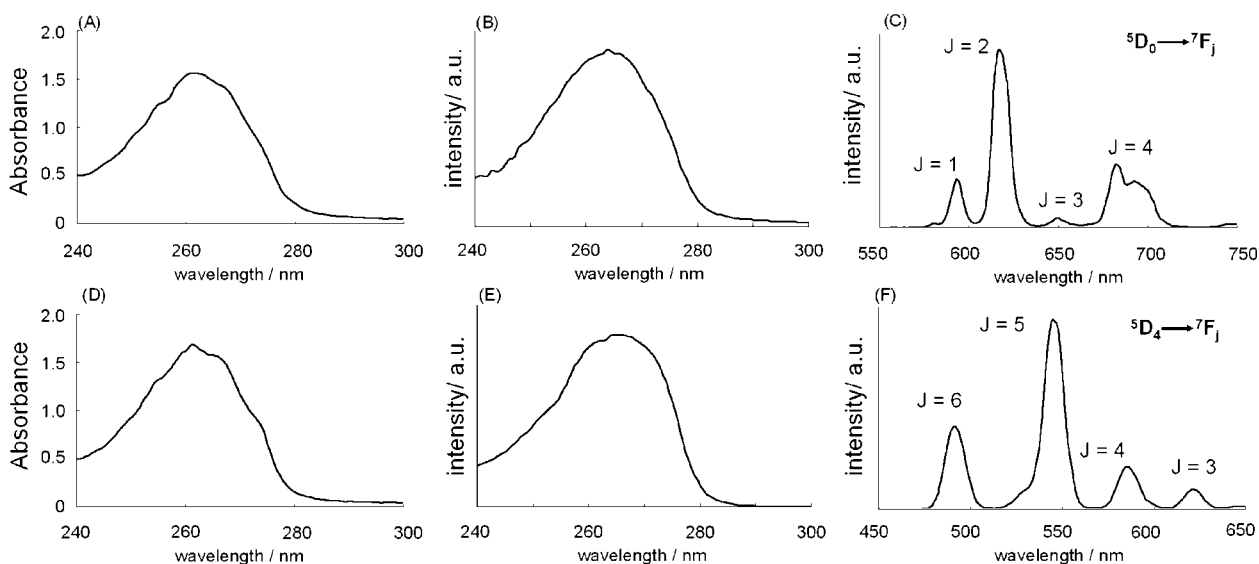 (A)
Absorbance
2.0
1.5
1.0
0.5
0
240 260 280 300
wavelength / nm
(B)
intensity/ a.u.
240 260 280 300
wavelength / nm
(C)
intensity/ a.u.
J = 1
J = 2
J = 3
J = 4
⁵D₀→⁷Fⱼ
550 600 650 700 750
wavelength / nm
(D)
Absorbance
2.0
1.5
1.0
0.5
0
240 260 280 300
wavelength / nm
(E)
intensity/ a.u.
240 260 280 300
wavelength / nm
(F)
intensity/ a.u.
J = 6
J = 5
J = 4
J = 3
⁵D₄→⁷Fⱼ
450 500 550 600 650
wavelength / nm